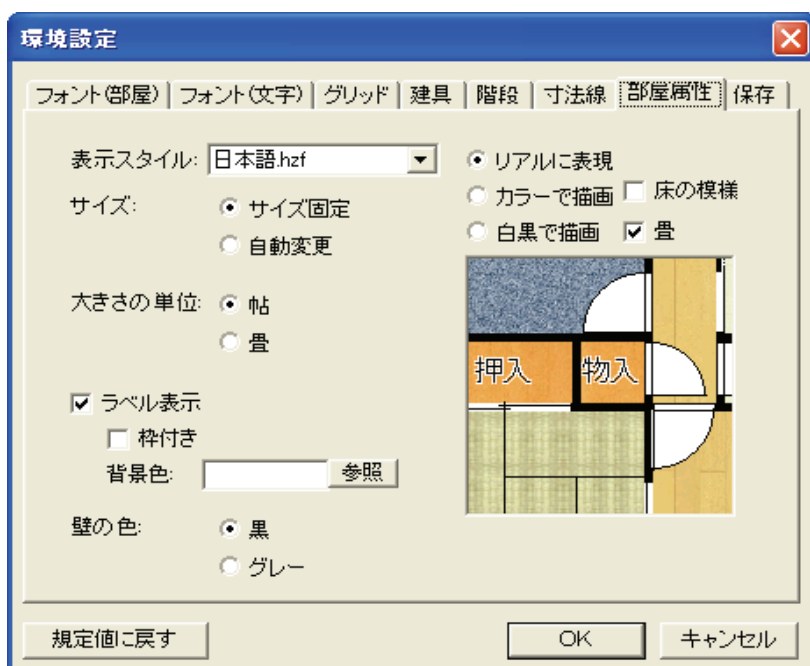 環境設定
フォント(部屋) フォント(文字) グリッド 建具 階段 寸法線 部屋属性 保存
表示スタイル: 日本語.hzf
サイズ: サイズ固定
自動変更
大きさの単位: 帖
畳
ラベル表示
枠付き
背景色: 参照
壁の色: 黒
グレー
リアルに表現
カラーで描画 床の模様
白黒で描画 畳
押入 物入
規定値に戻す OK キャンセル